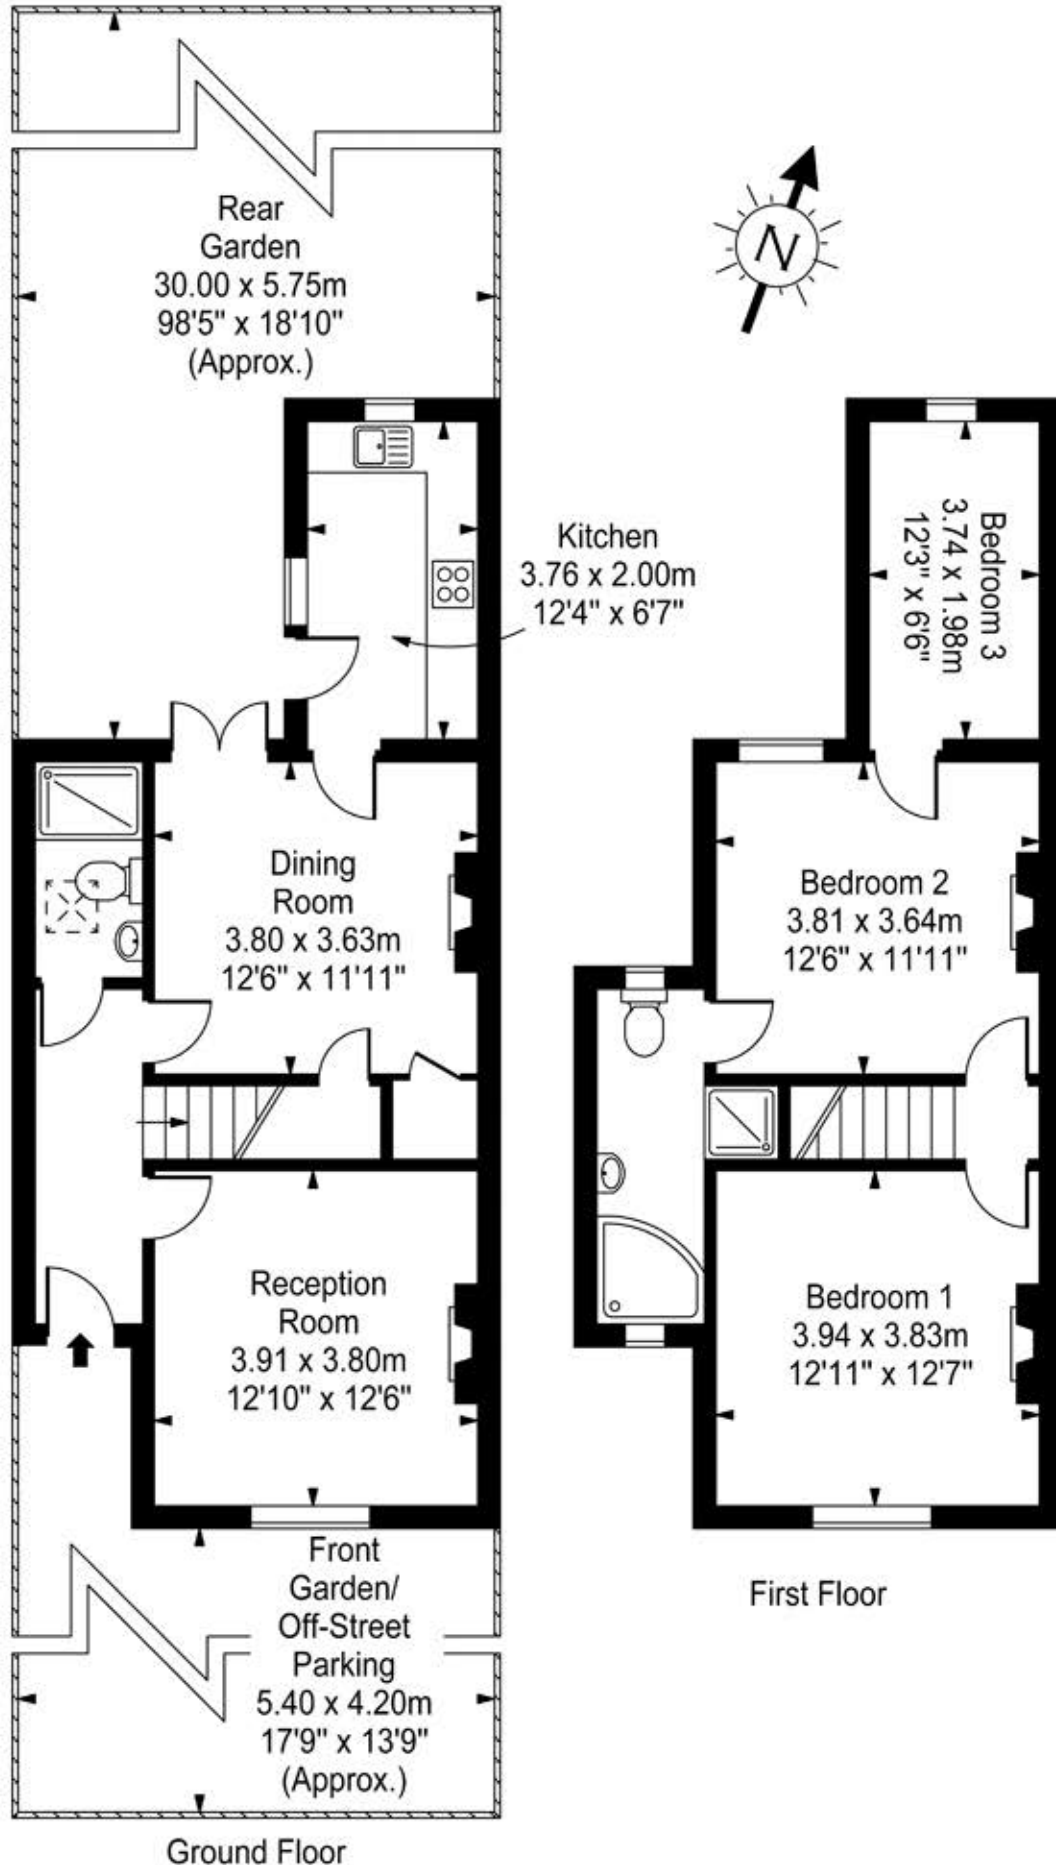 Rear
Garden
30.00 x 5.75m
98'5" x 18'10"
(Approx.)
N
Kitchen
3.76 x 2.00m
12'4" x 6'7"
Bedroom 3
3.74 x 1.98m
12'3" x 6'6"
Dining
Room
3.80 x 3.63m
12'6" x 11'11"
Bedroom 2
3.81 x 3.64m
12'6" x 11'11"
Reception
Room
3.91 x 3.80m
12'10" x 12'6"
Bedroom 1
3.94 x 3.83m
12'11" x 12'7"
Front
Garden/
Off-Street
Parking
5.40 x 4.20m
17'9" x 13'9"
(Approx.)
First Floor
Ground Floor